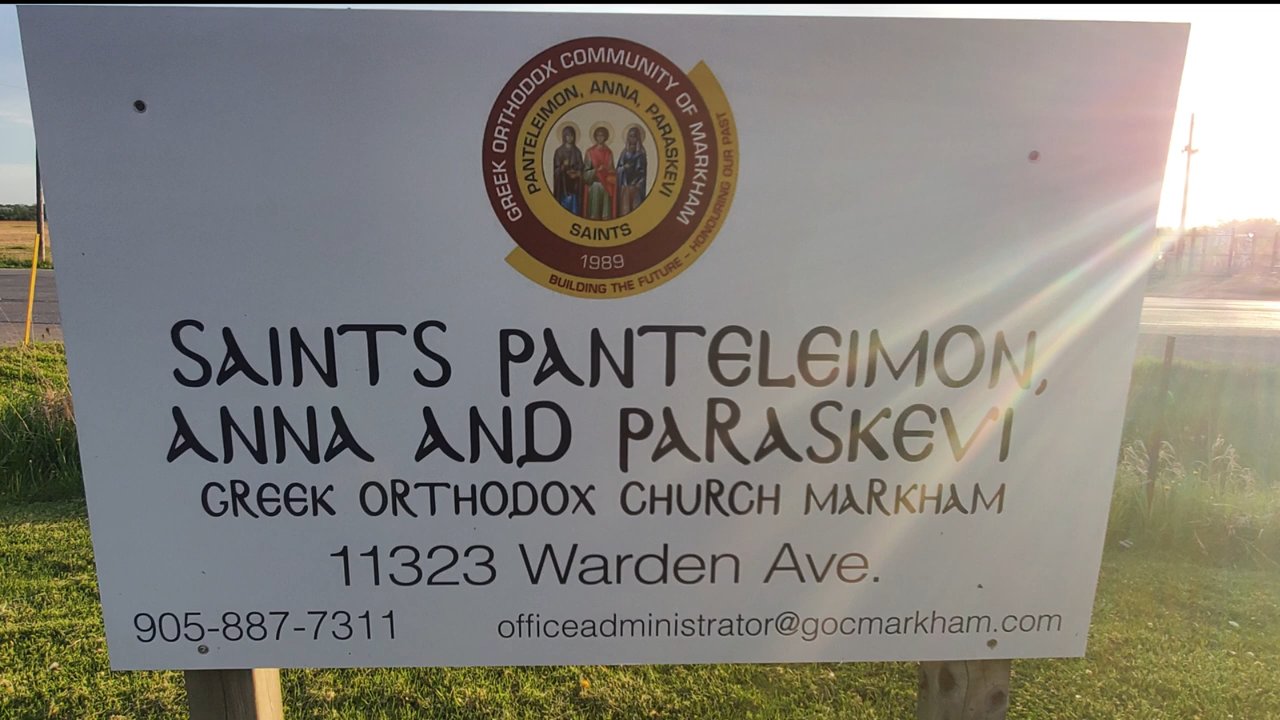 GREEK ORTHODOX COMMUNITY OF MARKHAM
PANTELEIMON, ANNA, PARASKEVI
SAINTS
1989
BUILDING THE FUTURE - HONOURING OUR PAST
SAINTS PANTELEIMON,
ANNA AND PARASKEVI
GREEK ORTHODOX CHURCH MARKHAM
11323 Warden Ave.
905-887-7311 officeadministrator@gocmarkham.com